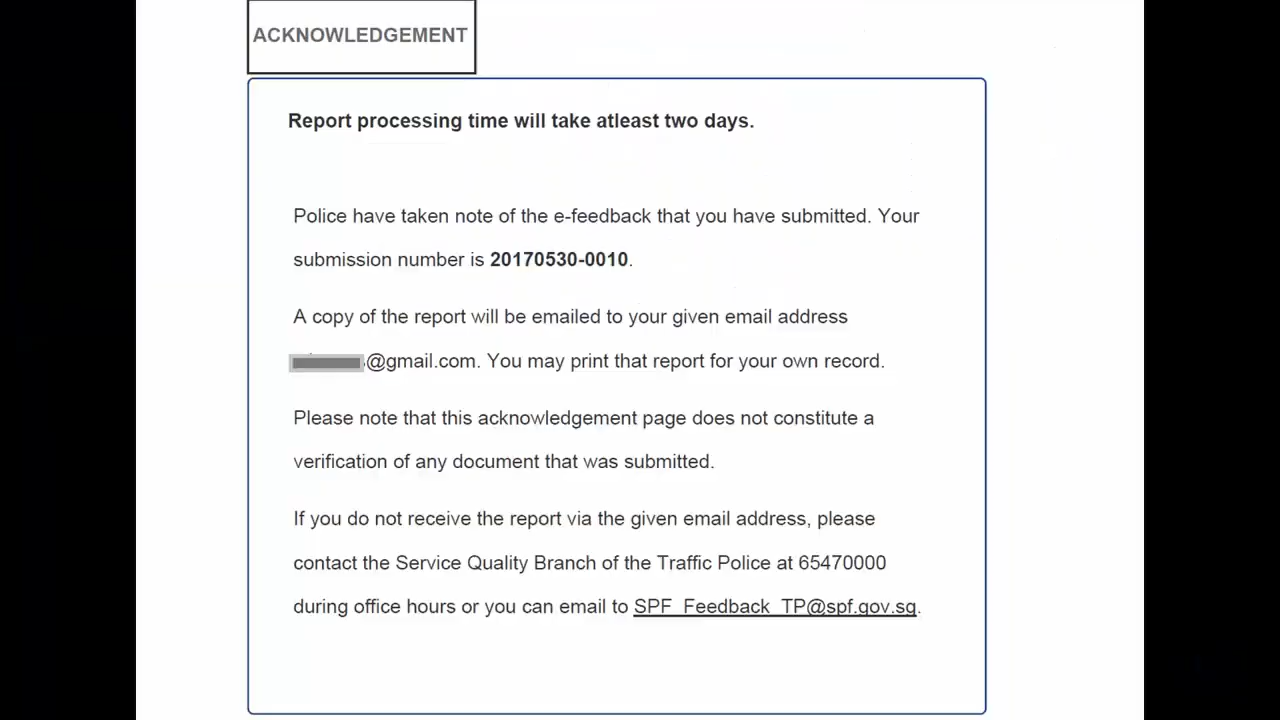 ACKNOWLEDGEMENT
Report processing time will take atleast two days.
Police have taken note of the e-feedback that you have submitted. Your
submission number is 20170530-0010.
A copy of the report will be emailed to your given email address
@gmail.com. You may print that report for your own record.
Please note that this acknowledgement page does not constitute a
verification of any document that was submitted.
If you do not receive the report via the given email address, please
contact the Service Quality Branch of the Traffic Police at 65470000
during office hours or you can email to SPF_Feedback_TP@spf.gov.sg.